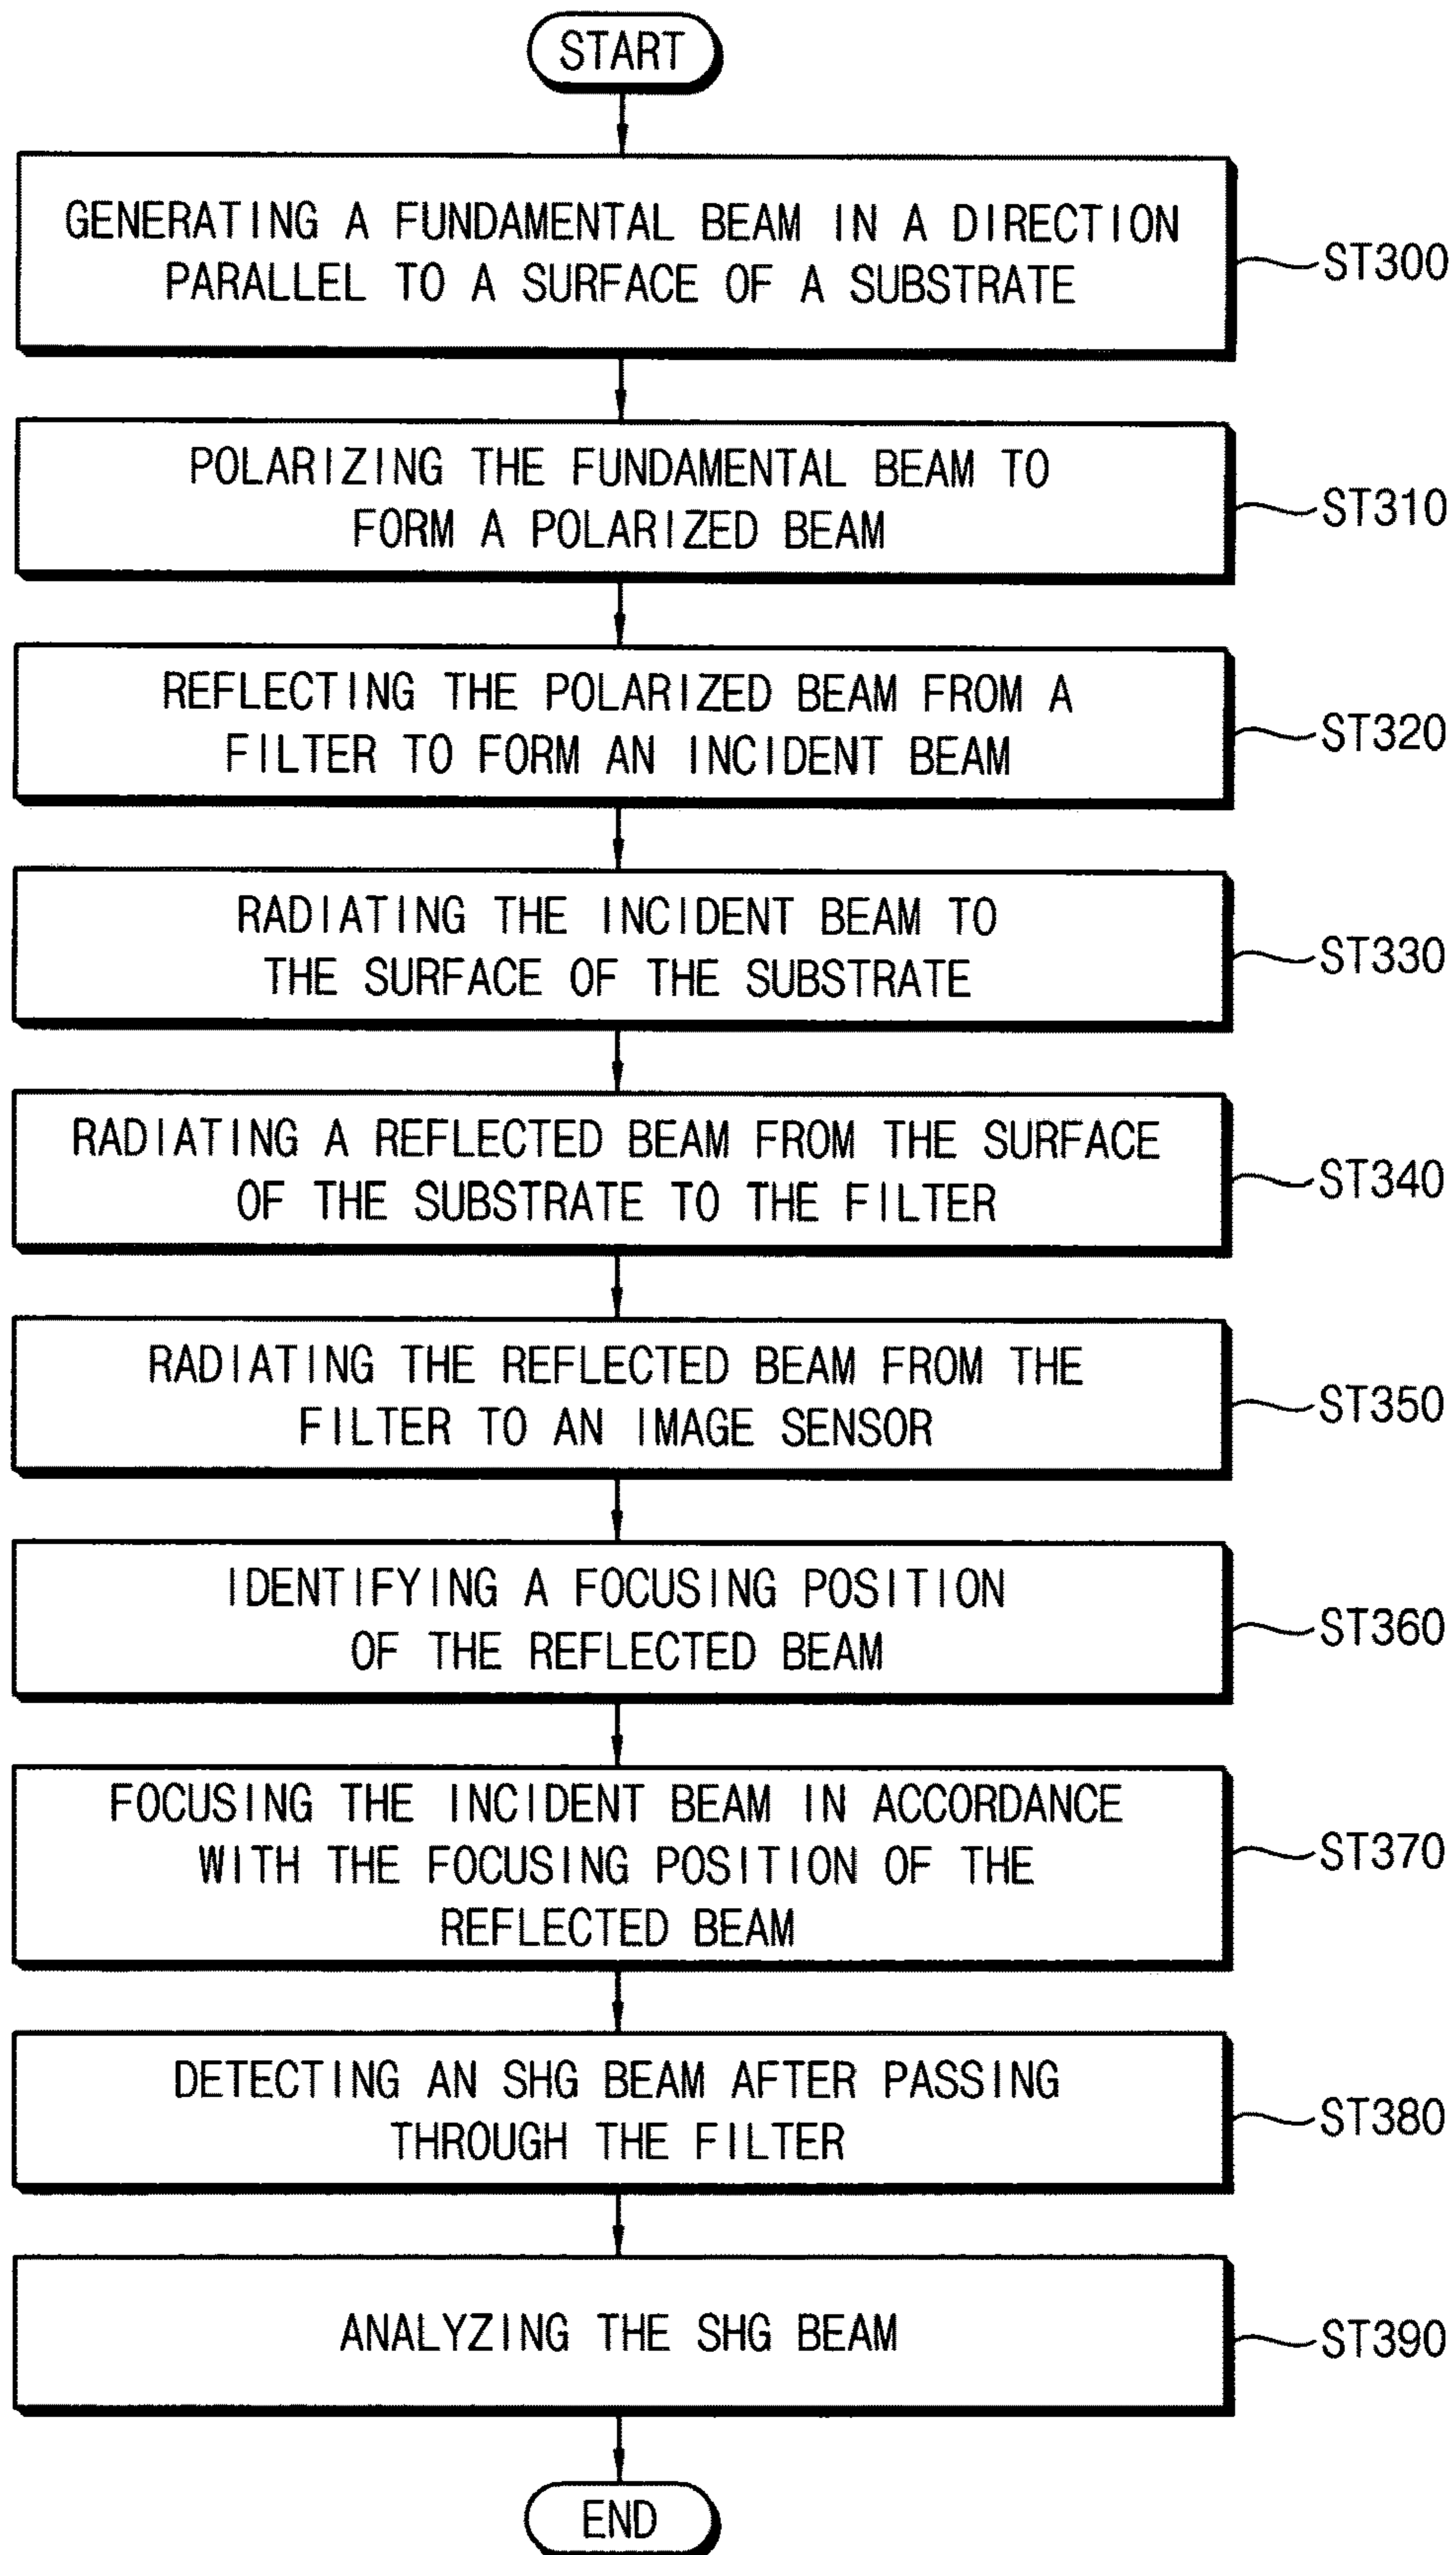 START
GENERATING A FUNDAMENTAL BEAM IN A DIRECTION
PARALLEL TO A SURFACE OF A SUBSTRATE
ST300
POLARIZING THE FUNDAMENTAL BEAM TO
FORM A POLARIZED BEAM
ST310
REFLECTING THE POLARIZED BEAM FROM A
FILTER TO FORM AN INCIDENT BEAM
ST320
RADIATING THE INCIDENT BEAM TO
THE SURFACE OF THE SUBSTRATE
ST330
RADIATING A REFLECTED BEAM FROM THE SURFACE
OF THE SUBSTRATE TO THE FILTER
ST340
RADIATING THE REFLECTED BEAM FROM THE
FILTER TO AN IMAGE SENSOR
ST350
IDENTIFYING A FOCUSING POSITION
OF THE REFLECTED BEAM
ST360
FOCUSING THE INCIDENT BEAM IN ACCORDANCE
WITH THE FOCUSING POSITION OF THE
REFLECTED BEAM
ST370
DETECTING AN SHG BEAM AFTER PASSING
THROUGH THE FILTER
ST380
ANALYZING THE SHG BEAM
ST390
END